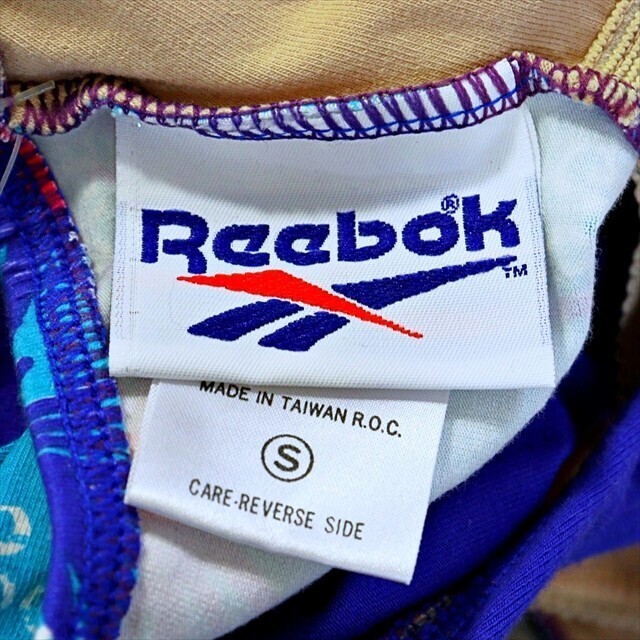 Reebok®
TM
MADE IN TAIWAN R.O.C.
S
CARE-REVERSE SIDE